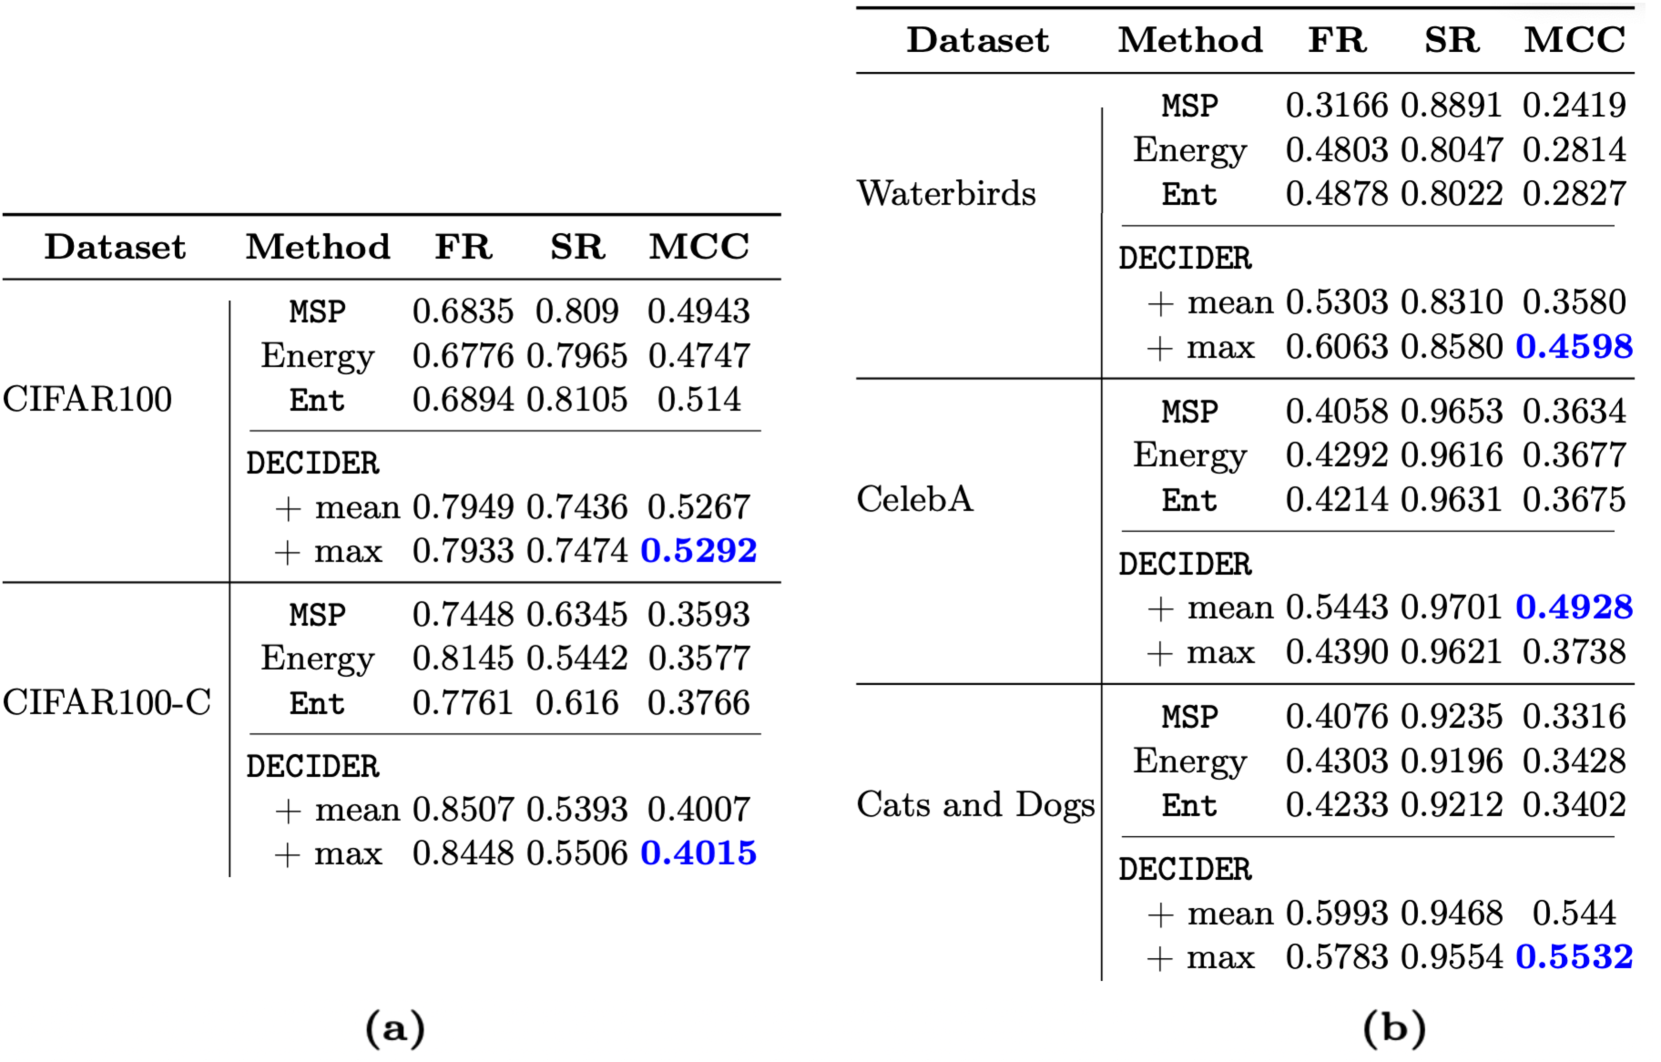 Dataset Method FR SR MCC
CIFAR100
MSP 0.6835 0.809 0.4943
Energy 0.6776 0.7965 0.4747
Ent 0.6894 0.8105 0.514
DECIDER
+ mean 0.7949 0.7436 0.5267
+ max 0.7933 0.7474 0.5292
CIFAR100-C
MSP 0.7448 0.6345 0.3593
Energy 0.8145 0.5442 0.3577
Ent 0.7761 0.616 0.3766
DECIDER
+ mean 0.8507 0.5393 0.4007
+ max 0.8448 0.5506 0.4015
(a)
Dataset Method FR SR MCC
Waterbirds
MSP 0.3166 0.8891 0.2419
Energy 0.4803 0.8047 0.2814
Ent 0.4878 0.8022 0.2827
DECIDER
+ mean 0.5303 0.8310 0.3580
+ max 0.6063 0.8580 0.4598
CelebA
MSP 0.4058 0.9653 0.3634
Energy 0.4292 0.9616 0.3677
Ent 0.4214 0.9631 0.3675
DECIDER
+ mean 0.5443 0.9701 0.4928
+ max 0.4390 0.9621 0.3738
Cats and Dogs
MSP 0.4076 0.9235 0.3316
Energy 0.4303 0.9196 0.3428
Ent 0.4233 0.9212 0.3402
DECIDER
+ mean 0.5993 0.9468 0.544
+ max 0.5783 0.9554 0.5532
(b)